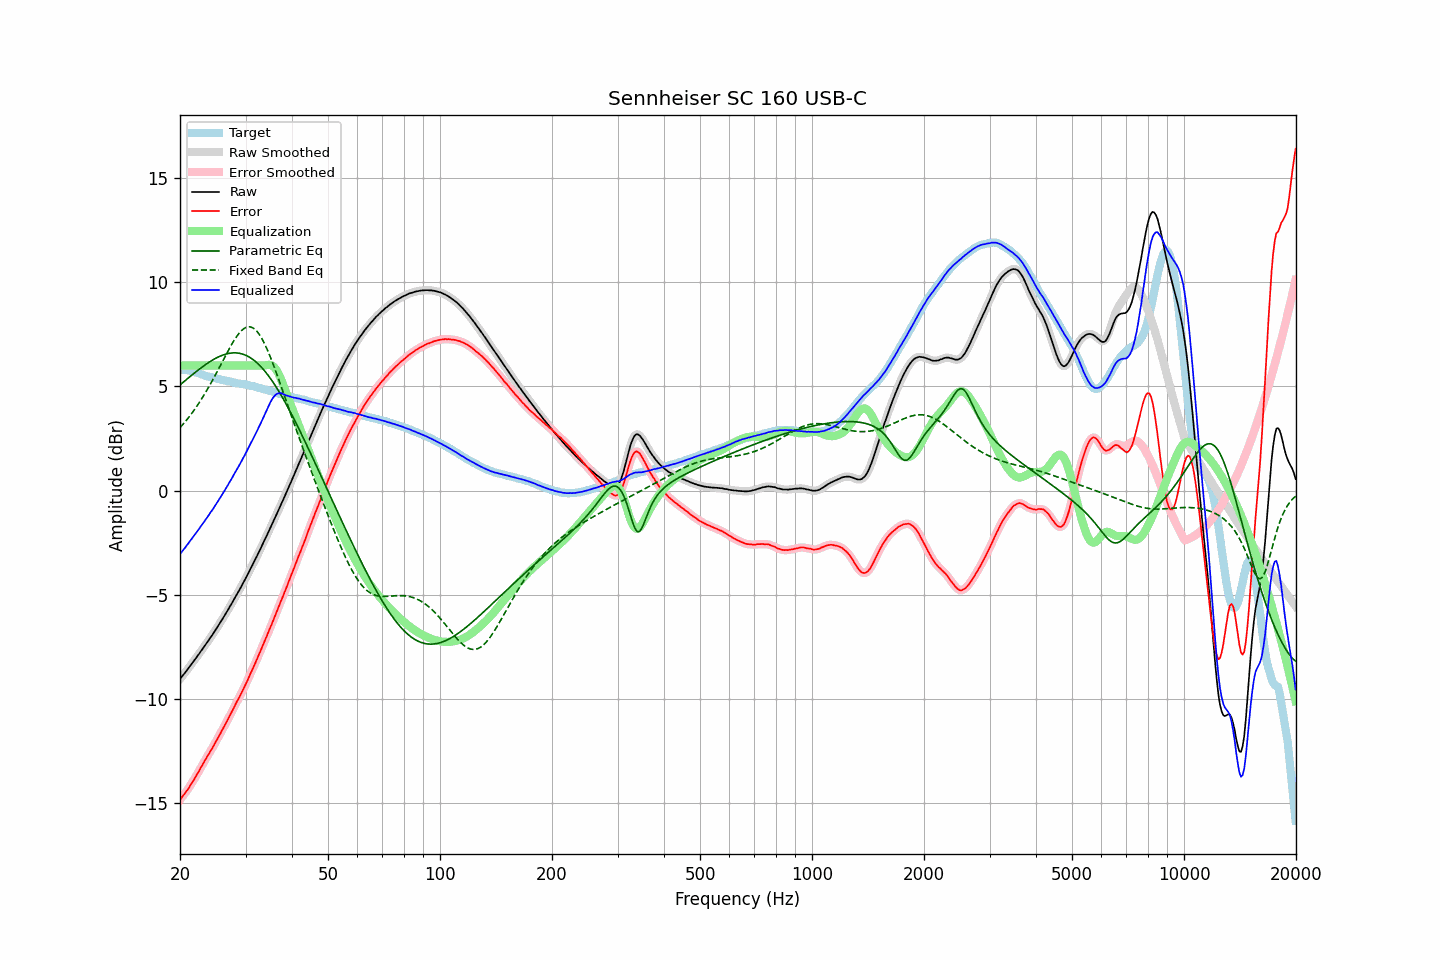 Sennheiser SC 160 USB-C
Target
Raw Smoothed
Error Smoothed
Raw
Error
Equalization
Parametric Eq
Fixed Band Eq
Equalized
Amplitude (dBr)
15
10
5
0
−5
−10
−15
20 50 100 200 500 1000 2000 5000 10000 20000
Frequency (Hz)